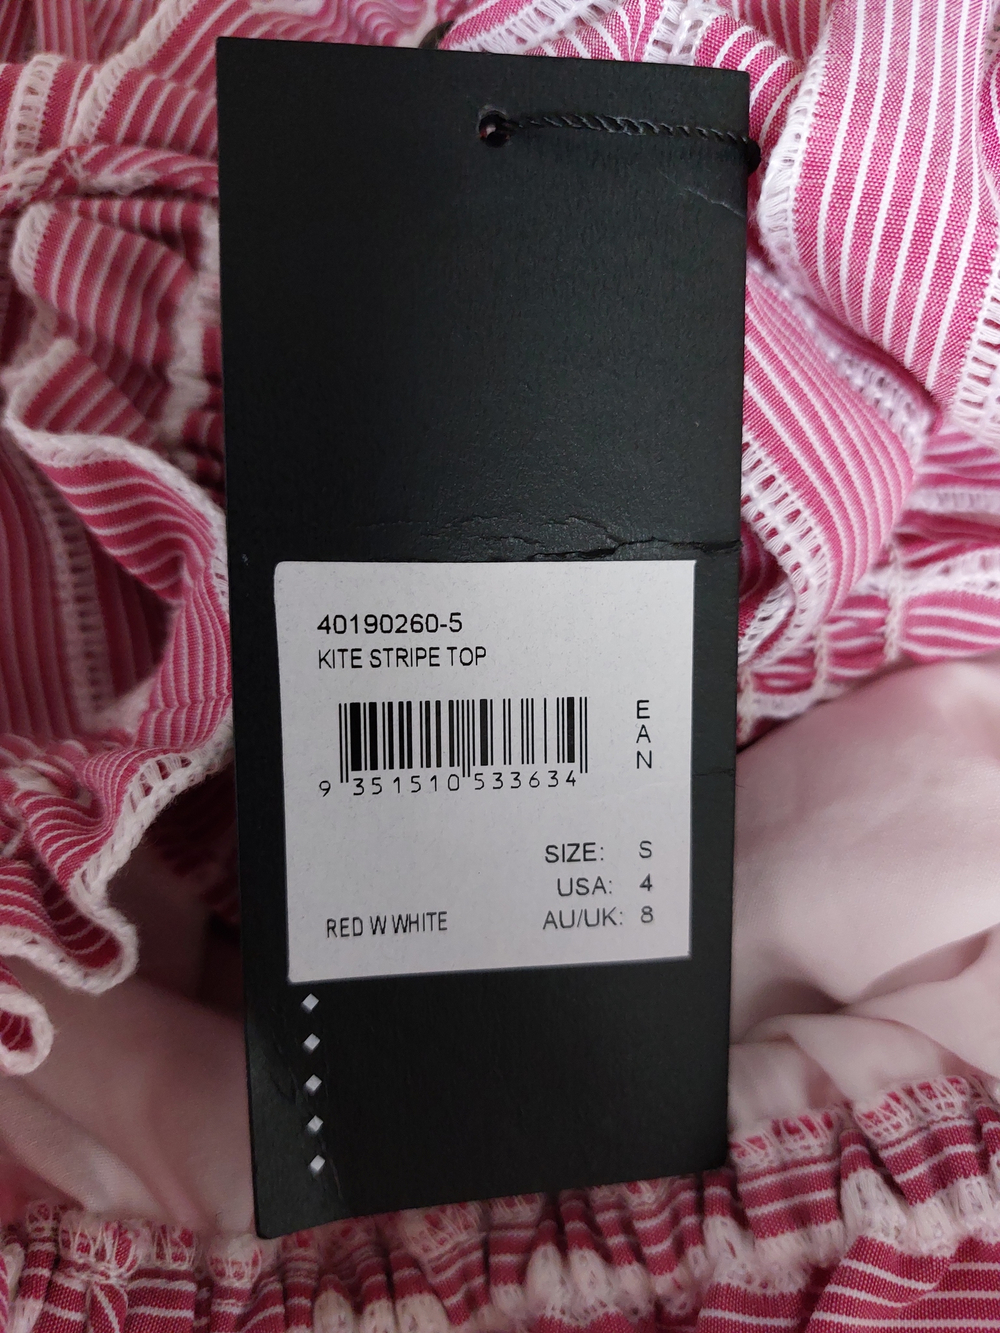 40190260-5
KITE STRIPE TOP
EAN
9 351510 533634
SIZE: S
USA: 4
RED W WHITE AU/UK: 8